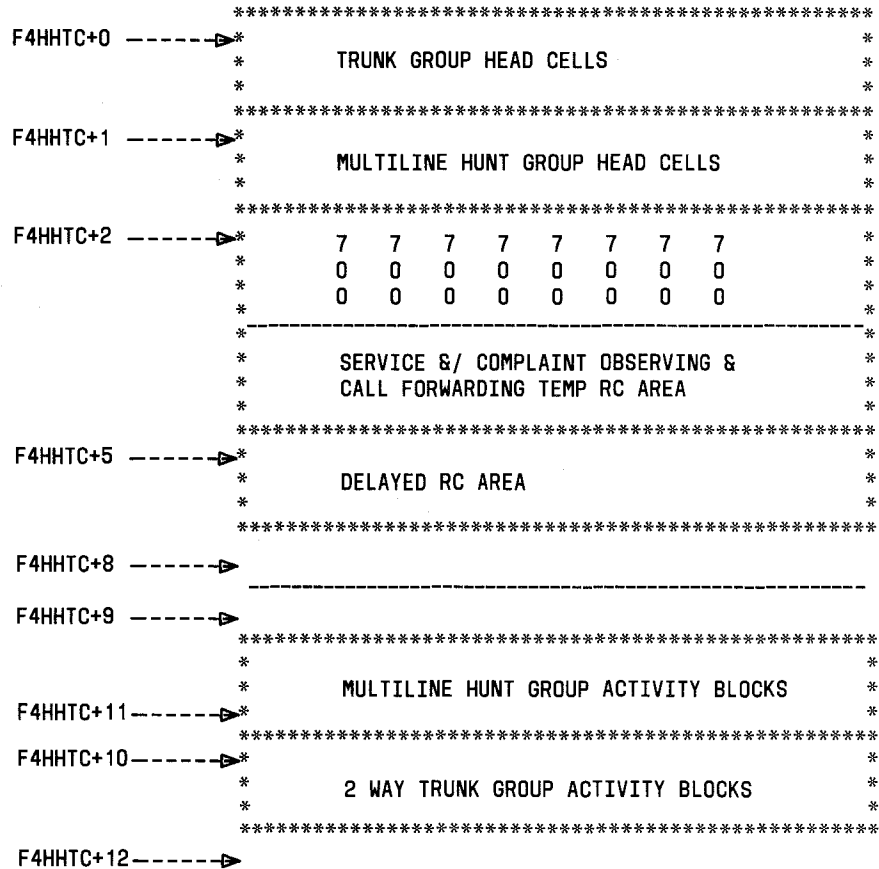 F4HHTC+0
TRUNK GROUP HEAD CELLS
F4HHTC+1
MULTILINE HUNT GROUP HEAD CELLS
F4HHTC+2
7 7 7 7 7 7 7 7
0 0 0 0 0 0 0 0
0 0 0 0 0 0 0 0
SERVICE &/ COMPLAINT OBSERVING &
CALL FORWARDING TEMP RC AREA
F4HHTC+5
DELAYED RC AREA
F4HHTC+8
F4HHTC+9
MULTILINE HUNT GROUP ACTIVITY BLOCKS
F4HHTC+11
F4HHTC+10
2 WAY TRUNK GROUP ACTIVITY BLOCKS
F4HHTC+12